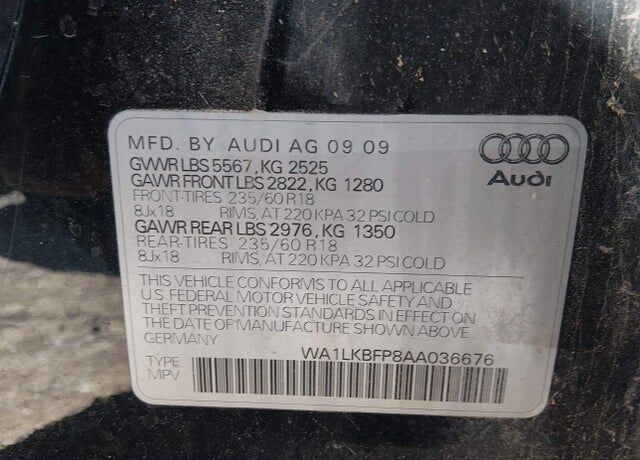 MFD. BY AUDI AG 09 09
GVWR LBS 5567, KG 2525
GAWR FRONT LBS 2822, KG 1280
FRONT-TIRES 235/60 R18
8Jx18 RIMS, AT 220 KPA 32 PSI COLD
GAWR REAR LBS 2976, KG 1350
REAR-TIRES 235/60 R18
8Jx18 RIMS, AT 220 KPA 32 PSI COLD
THIS VEHICLE CONFORMS TO ALL APPLICABLE
U.S. FEDERAL MOTOR VEHICLE SAFETY AND
THEFT PREVENTION STANDARDS IN EFFECT ON
THE DATE OF MANUFACTURE SHOWN ABOVE
GERMANY
WA1LKBFP8AA036676
TYPE
MPV
Audi